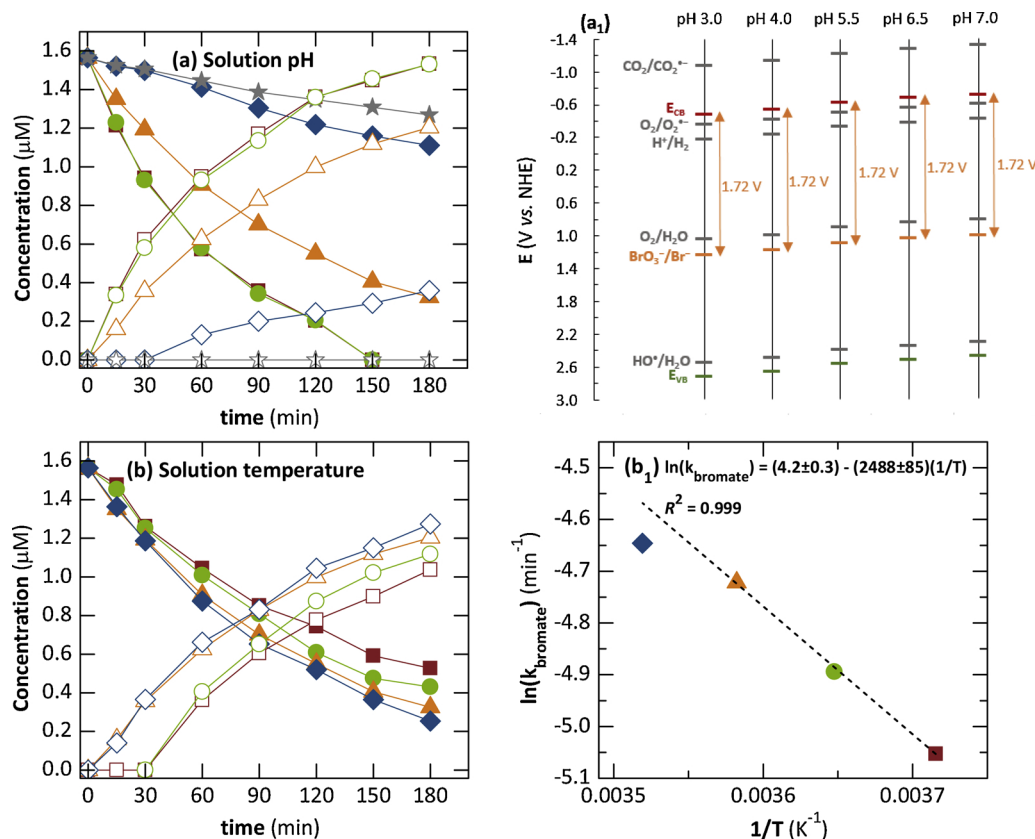 (a) Solution pH
Concentration (µM)
1.6
1.4
1.2
1.0
0.8
0.6
0.4
0.2
0.0
0 30 60 90 120 150 180
time (min)
(a1)
pH 3.0 pH 4.0 pH 5.5 pH 6.5 pH 7.0
E (V vs. NHE)
-1.4
-1.0
-0.6
-0.2
0.2
0.6
1.0
1.4
1.8
2.2
2.6
3.0
CO2/CO2•−
ECB
O2/O2•−
H+/H2
1.72 V 1.72 V 1.72 V 1.72 V 1.72 V
O2/H2O
BrO3−/Br−
HO•/H2O
EVB
(b) Solution temperature
Concentration (µM)
1.6
1.4
1.2
1.0
0.8
0.6
0.4
0.2
0.0
0 30 60 90 120 150 180
time (min)
(b1) ln(kbromate) = (4.2±0.3) - (2488±85)(1/T)
R2 = 0.999
ln(kbromate) (min-1)
-4.5
-4.6
-4.7
-4.8
-4.9
-5.0
-5.1
0.0035 0.0036 0.0037
1/T (K-1)